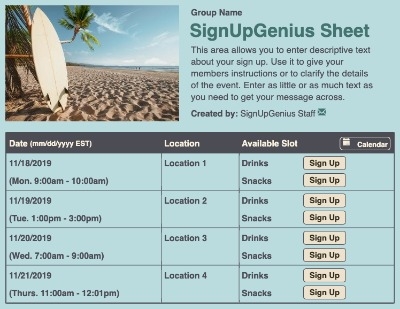 Group Name
SignUpGenius Sheet
This area allows you to enter descriptive text
about your sign up. Use it to give your
members instructions or to clarify the details
of the event. Enter as little or as much text as
you need to get your message across.
Created by: SignUpGenius Staff
Date (mm/dd/yyyy EST) Location Available Slot Calendar
11/18/2019 Location 1 Drinks Sign Up
(Mon. 9:00am - 10:00am) Snacks Sign Up
11/19/2019 Location 2 Drinks Sign Up
(Tue. 1:00pm - 3:00pm) Snacks Sign Up
11/20/2019 Location 3 Drinks Sign Up
(Wed. 7:00am - 9:00am) Snacks Sign Up
11/21/2019 Location 4 Drinks Sign Up
(Thurs. 11:00am - 12:01pm) Snacks Sign Up